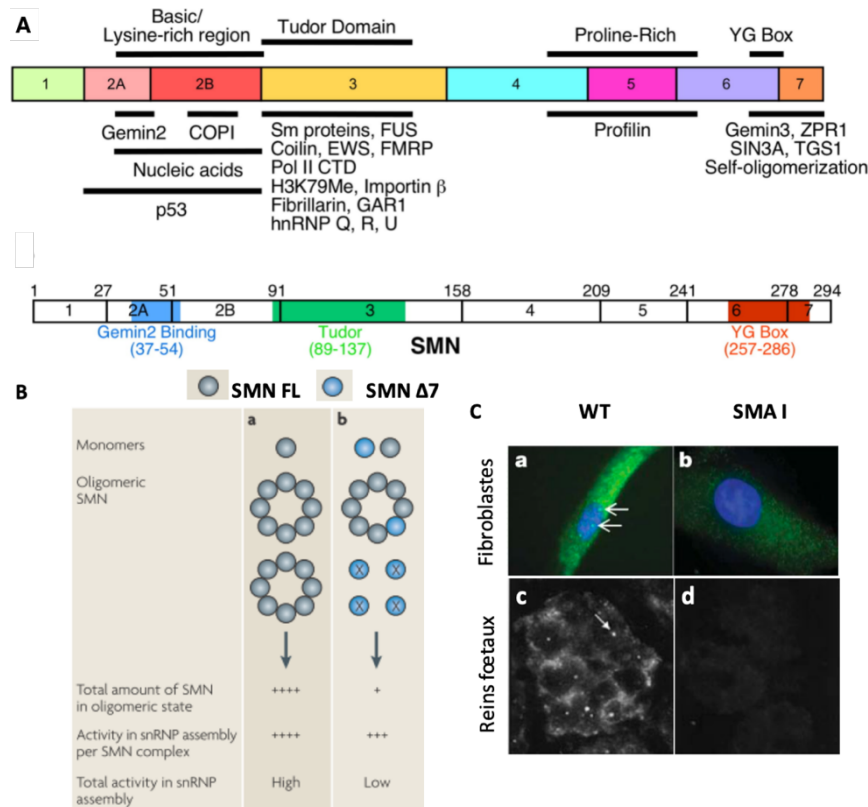 A
Basic/
Lysine-rich region
Tudor Domain
Proline-Rich
YG Box
1 2A 2B 3 4 5 6 7
Gemin2
COPI
Nucleic acids
p53
Sm proteins, FUS
Coilin, EWS, FMRP
Pol II CTD
H3K79Me, Importin β
Fibrillarin, GAR1
hnRNP Q, R, U
Profilin
Gemin3, ZPR1
SIN3A, TGS1
Self-oligomerization
1 27 51 91 158 209 241 278 294
1 2A 2B 3 4 5 6 7
Gemin2 Binding
(37-54)
Tudor
(89-137)
SMN
YG Box
(257-286)
B
SMN FL
SMN Δ7
a b
Monomers
Oligomeric
SMN
X X
X X
Total amount of SMN
in oligomeric state
++++ +
Activity in snRNP assembly
per SMN complex
++++ +++
Total activity in snRNP
assembly
High Low
C
WT
SMA I
Fibroblastes
a b
Reins fœtaux
c d